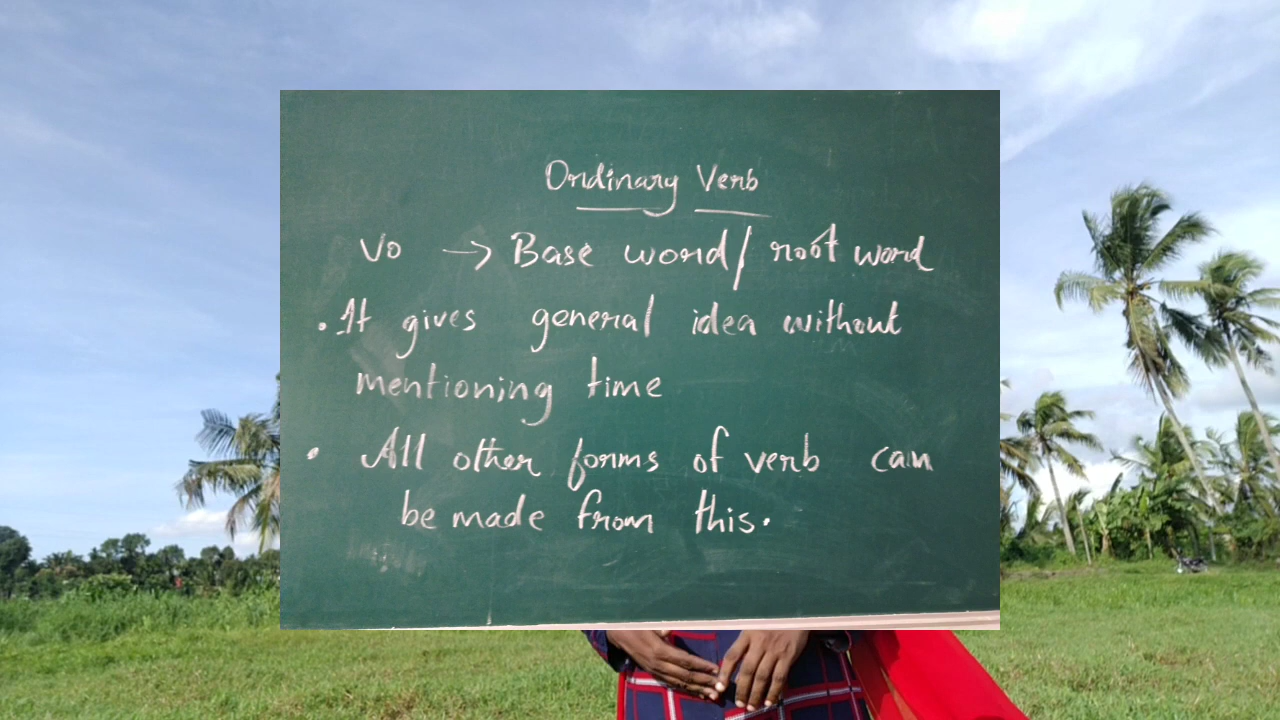 Ordinary Verb
Vo → Base word/ root word
• It gives general idea without
mentioning time
• All other forms of verb can
be made from this.